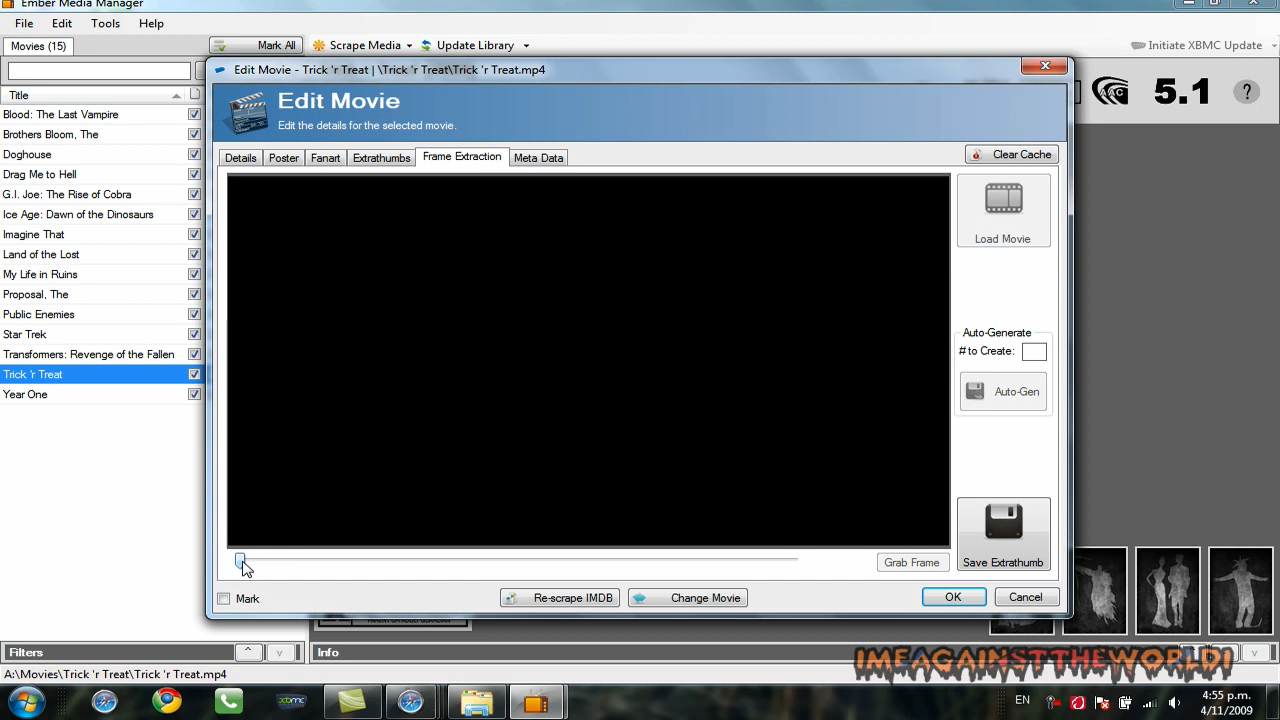 Ember Media Manager
File Edit Tools Help
Movies (15) Mark All Scrape Media Update Library Initiate XBMC Update
Edit Movie - Trick 'r Treat | \Trick 'r Treat\Trick 'r Treat.mp4
Edit Movie
Edit the details for the selected movie.
AAC 5.1 ?
Details Poster Fanart Extrathumbs Frame Extraction Meta Data Clear Cache
Title
Blood: The Last Vampire
Brothers Bloom, The
Doghouse
Drag Me to Hell
G.I. Joe: The Rise of Cobra
Ice Age: Dawn of the Dinosaurs
Imagine That
Land of the Lost
My Life in Ruins
Proposal, The
Public Enemies
Star Trek
Transformers: Revenge of the Fallen
Trick 'r Treat
Year One
Load Movie
Auto-Generate
# to Create:
Auto-Gen
Save Extrathumb
Grab Frame
Mark Re-scrape IMDB Change Movie OK Cancel
Filters ^ v Info v
IMEAGAINSTTHEWORLD!
A:\Movies\Trick 'r Treat\Trick 'r Treat.mp4
xbmc
EN
4:55 p.m.
4/11/2009